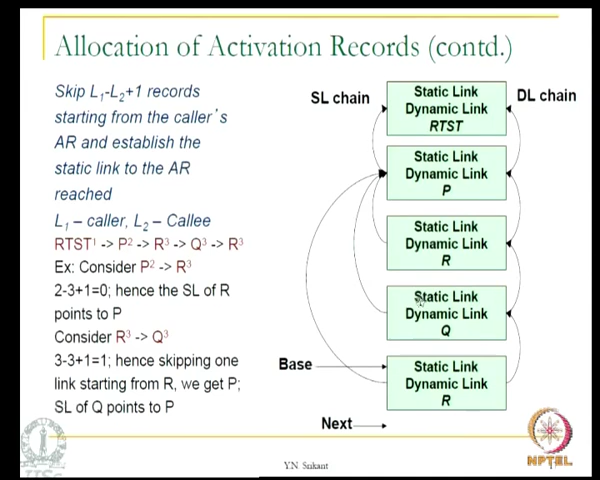 Allocation of Activation Records (contd.)
Skip L₁-L₂+1 records
starting from the caller's
AR and establish the
static link to the AR
reached
L₁ – caller, L₂ – Callee
RTST¹ -> P² -> R³ -> Q³ -> R³
Ex: Consider P² -> R³
2-3+1=0; hence the SL of R
points to P
Consider R³ -> Q³
3-3+1=1; hence skipping one
link starting from R, we get P;
SL of Q points to P
SL chain
DL chain
Static Link
Dynamic Link
RTST
Static Link
Dynamic Link
P
Static Link
Dynamic Link
R
Static Link
Dynamic Link
Q
Base
Static Link
Dynamic Link
R
Next
Y.N. Srikant
NPTEL